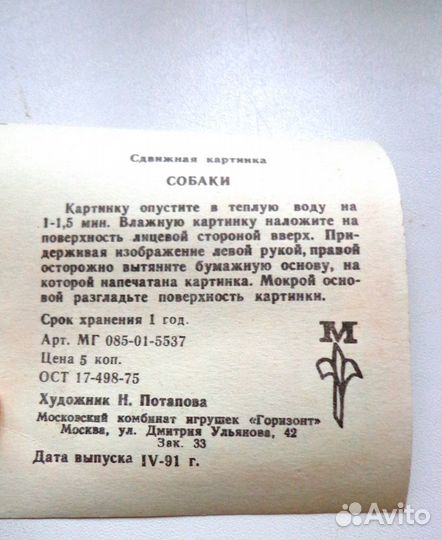 Сдвижная картинка
СОБАКИ
Картинку опустите в теплую воду на
1-1,5 мин. Влажную картинку наложите на
поверхность лицевой стороной вверх. При-
держивая изображение левой рукой, правой
осторожно вытяните бумажную основу, на
которой напечатана картинка. Мокрой осно-
вой разгладьте поверхность картинки.
Срок хранения 1 год.
Арт. МГ 085-01-5537
Цена 5 коп.
ОСТ 17-498-75
М
Художник Н. Потапова
Московский комбинат игрушек «Горизонт»
Москва, ул. Дмитрия Ульянова, 42
Зак. 33
Дата выпуска IV-91 г.
Avito